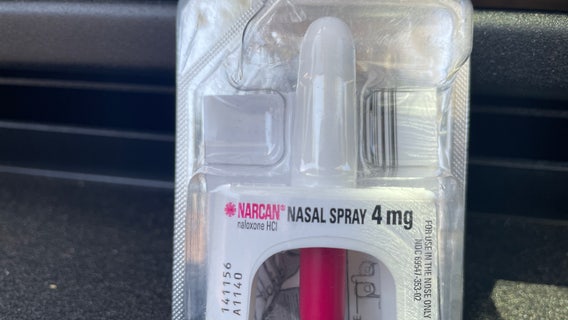 NARCAN® NASAL SPRAY 4 mg
naloxone HCl
FOR USE IN THE NOSE ONLY
NDC 69547-353-02
141156
A1140